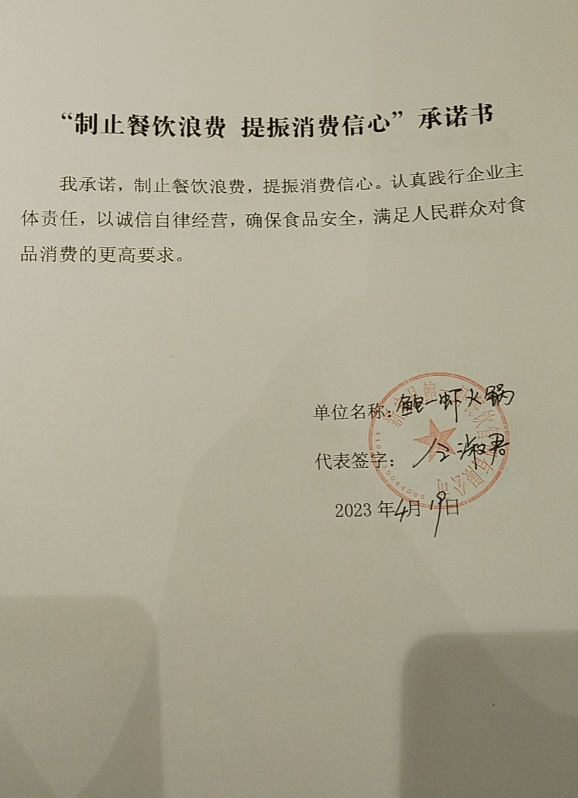 “制止餐饮浪费 提振消费信心”承诺书
我承诺，制止餐饮浪费，提振消费信心。认真践行企业主
体责任，以诚信自律经营，确保食品安全，满足人民群众对食
品消费的更高要求。
单位名称：鲍一虾火锅
代表签字：
2023年4月19日